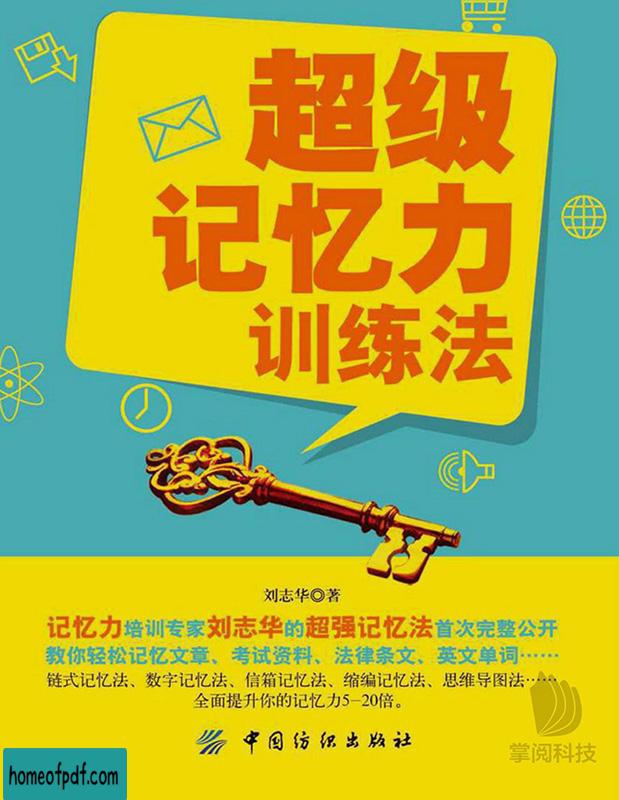 超级
记忆力
训练法
刘志华◎著
记忆力培训专家刘志华的超强记忆法首次完整公开
教你轻松记忆文章、考试资料、法律条文、英文单词……
链式记忆法、数字记忆法、信箱记忆法、缩编记忆法、思维导图法……
全面提升你的记忆力5-20倍。
中国纺织出版社
掌阅科技
homeofpdf.com